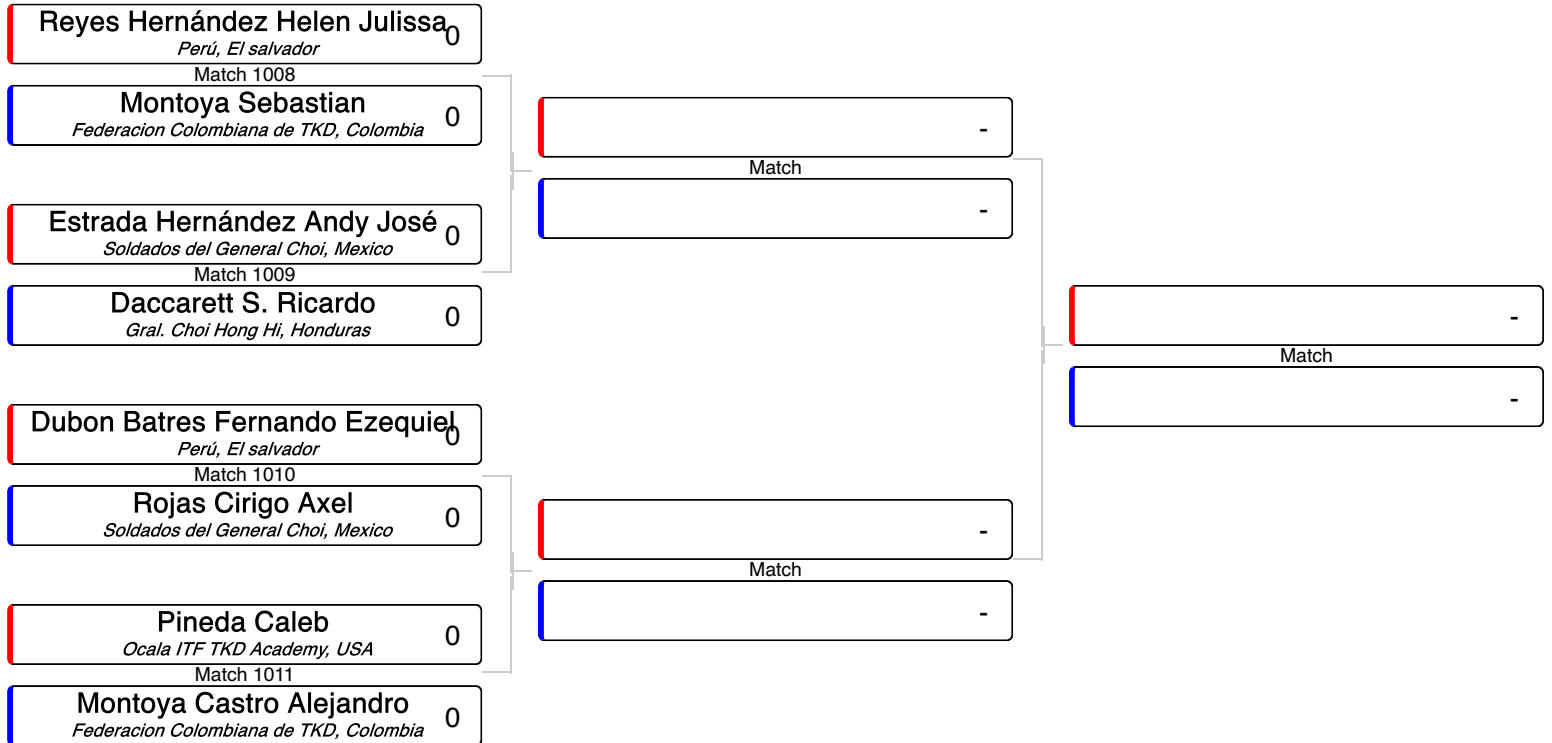 Reyes Hernández Helen Julissa 0
Perú, El salvador
Match 1008
Montoya Sebastian 0
Federacion Colombiana de TKD, Colombia
Estrada Hernández Andy José 0
Soldados del General Choi, Mexico
Match 1009
Daccarett S. Ricardo 0
Gral. Choi Hong Hi, Honduras
Dubon Batres Fernando Ezequiel 0
Perú, El salvador
Match 1010
Rojas Cirigo Axel 0
Soldados del General Choi, Mexico
Pineda Caleb 0
Ocala ITF TKD Academy, USA
Match 1011
Montoya Castro Alejandro 0
Federacion Colombiana de TKD, Colombia
-
Match
-
-
Match
-
-
Match
-